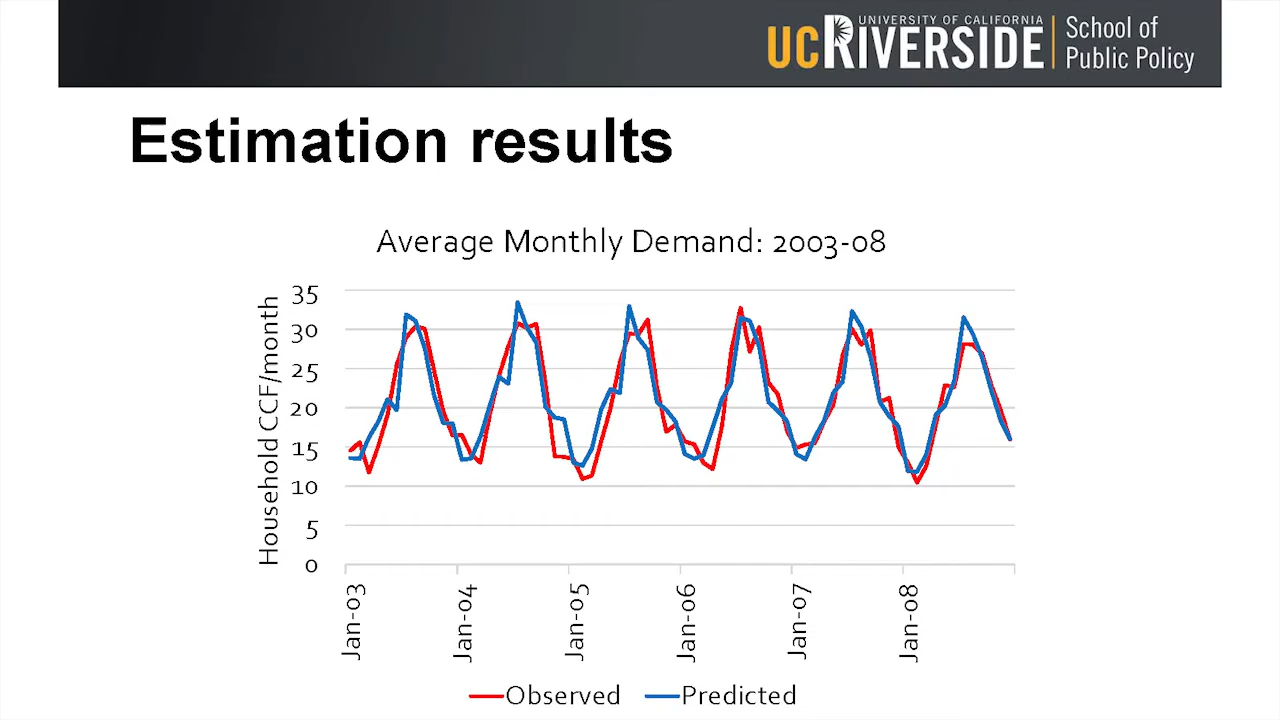 UNIVERSITY OF CALIFORNIA
UCRIVERSIDE
School of
Public Policy
Estimation results
Average Monthly Demand: 2003-08
Household CCF/month
35
30
25
20
15
10
5
0
Jan-03
Jan-04
Jan-05
Jan-06
Jan-07
Jan-08
Observed
Predicted